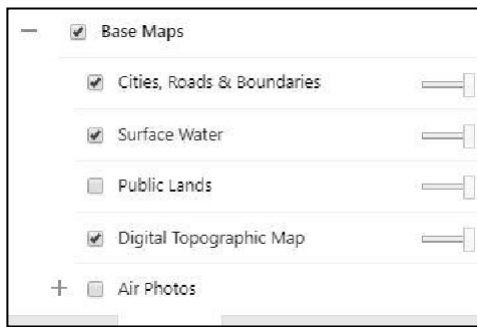 Base Maps
Cities, Roads & Boundaries
Surface Water
Public Lands
Digital Topographic Map
Air Photos